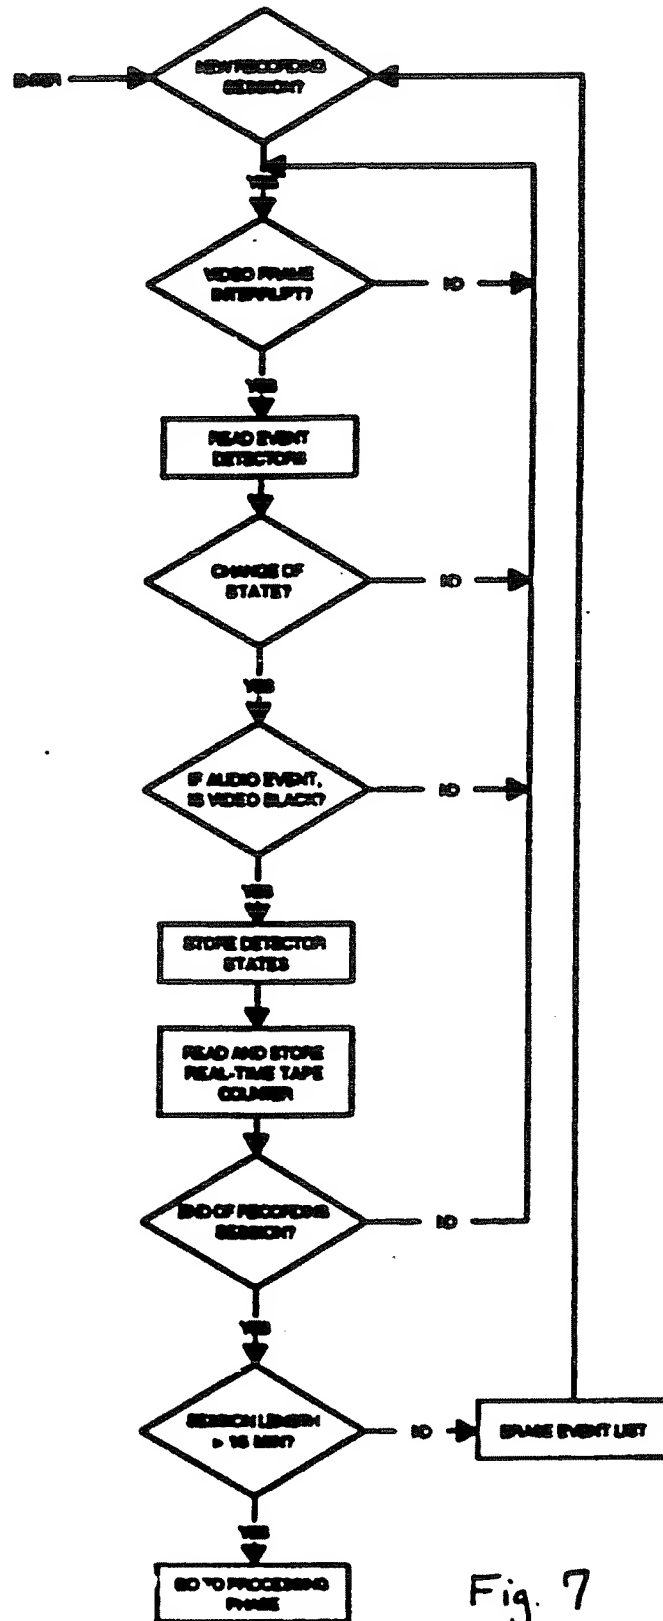 ENTER
NEW RECORDING
SESSION?
YES
VIDEO FRAME
INTERRUPT?
NO
YES
READ EVENT
DETECTORS
CHANGE OF
STATE?
NO
YES
IF AUDIO EVENT,
IS VIDEO BLACK?
NO
YES
STORE DETECTOR
STATES
READ AND STORE
REAL-TIME TAPE
COUNTER
END OF RECORDING
SESSION?
NO
YES
SESSION LENGTH
> 15 MIN?
NO
ERASE EVENT LIST
YES
GO TO PROCESSING
PHASE
Fig. 7